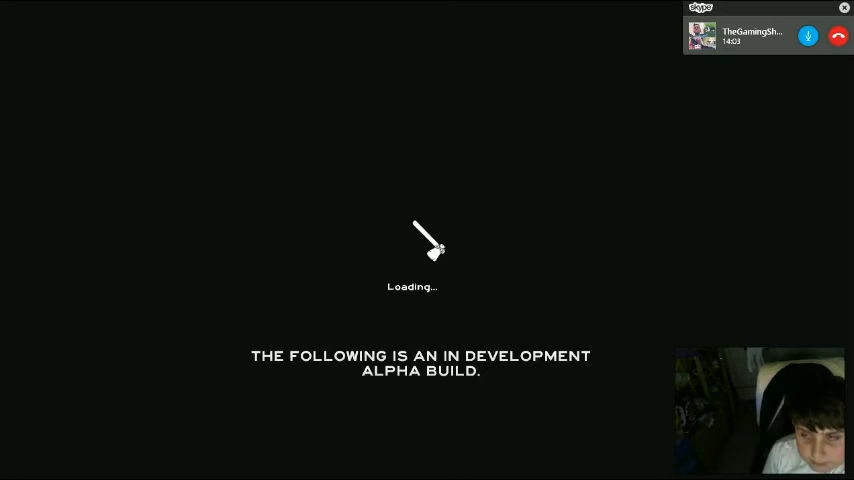 skype
TheGamingSh...
14:03
Loading...
THE FOLLOWING IS AN IN DEVELOPMENT
ALPHA BUILD.